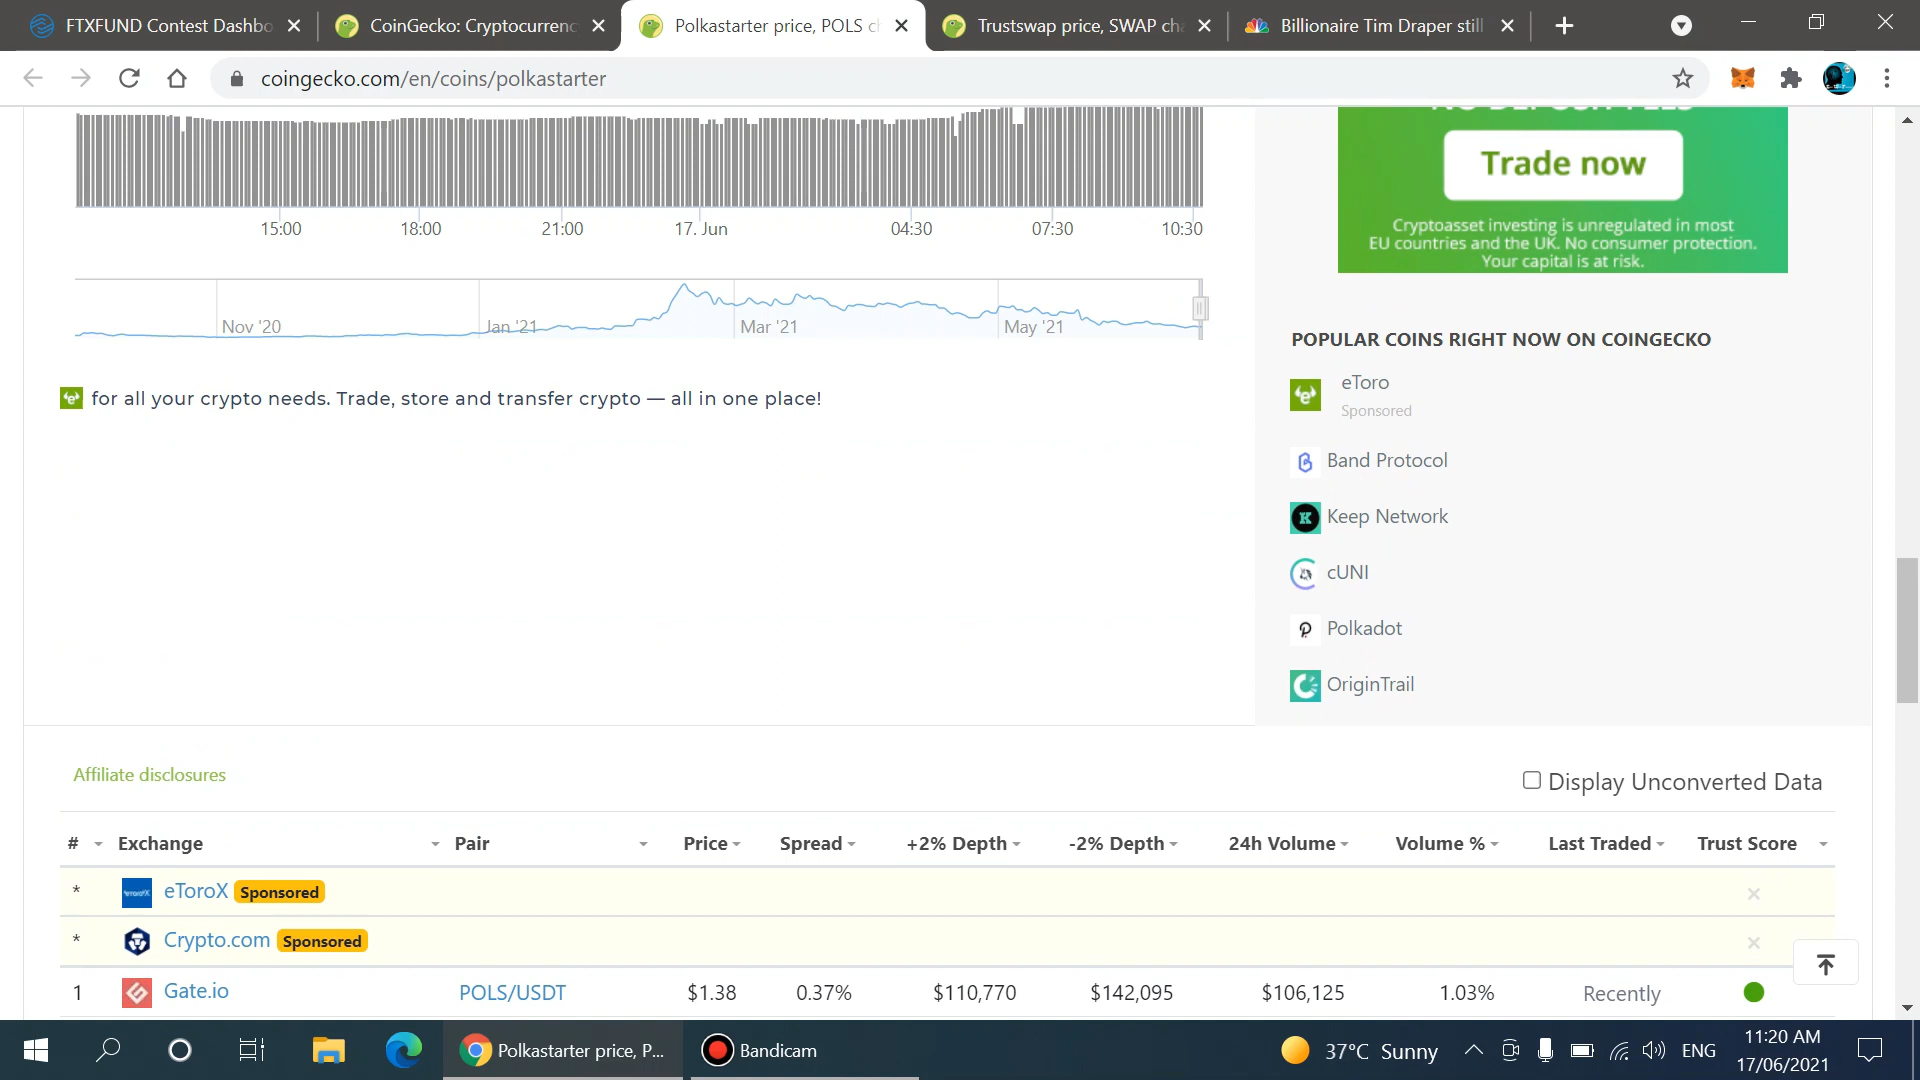 FTXFUND Contest Dashbo
CoinGecko: Cryptocurrenc
Polkastarter price, POLS ch
Trustswap price, SWAP cha
Billionaire Tim Draper still
coingecko.com/en/coins/polkastarter
Trade now
Cryptoasset investing is unregulated in most
EU countries and the UK. No consumer protection.
Your capital is at risk.
15:00 18:00 21:00 17. Jun 04:30 07:30 10:30
Nov '20 Jan '21 Mar '21 May '21
for all your crypto needs. Trade, store and transfer crypto — all in one place!
POPULAR COINS RIGHT NOW ON COINGECKO
eToro
Sponsored
Band Protocol
Keep Network
cUNI
Polkadot
OriginTrail
Affiliate disclosures
Display Unconverted Data
# Exchange Pair Price Spread +2% Depth -2% Depth 24h Volume Volume % Last Traded Trust Score
* eToroX Sponsored
* Crypto.com Sponsored
1 Gate.io POLS/USDT $1.38 0.37% $110,770 $142,095 $106,125 1.03% Recently
Polkastarter price, P...
Bandicam
37°C Sunny
ENG
11:20 AM
17/06/2021